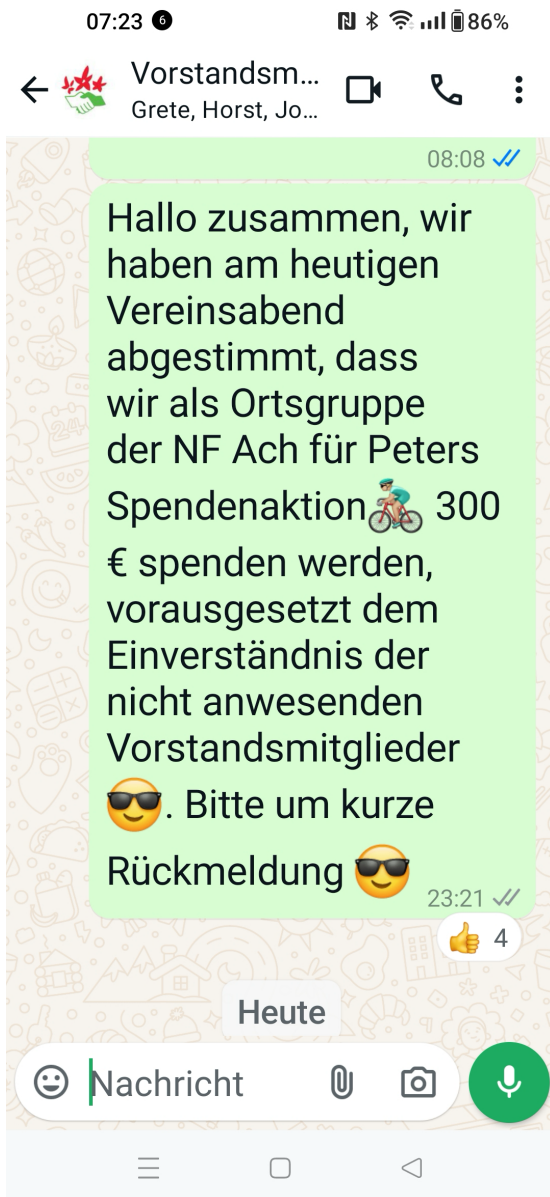 07:23 6 86%
Vorstandsm...
Grete, Horst, Jo...
08:08
Hallo zusammen, wir
haben am heutigen
Vereinsabend
abgestimmt, dass
wir als Ortsgruppe
der NF Ach für Peters
Spendenaktion🚴 300
€ spenden werden,
vorausgesetzt dem
Einverständnis der
nicht anwesenden
Vorstandsmitglieder
😎. Bitte um kurze
Rückmeldung 😎
23:21
👍 4
Heute
Nachricht